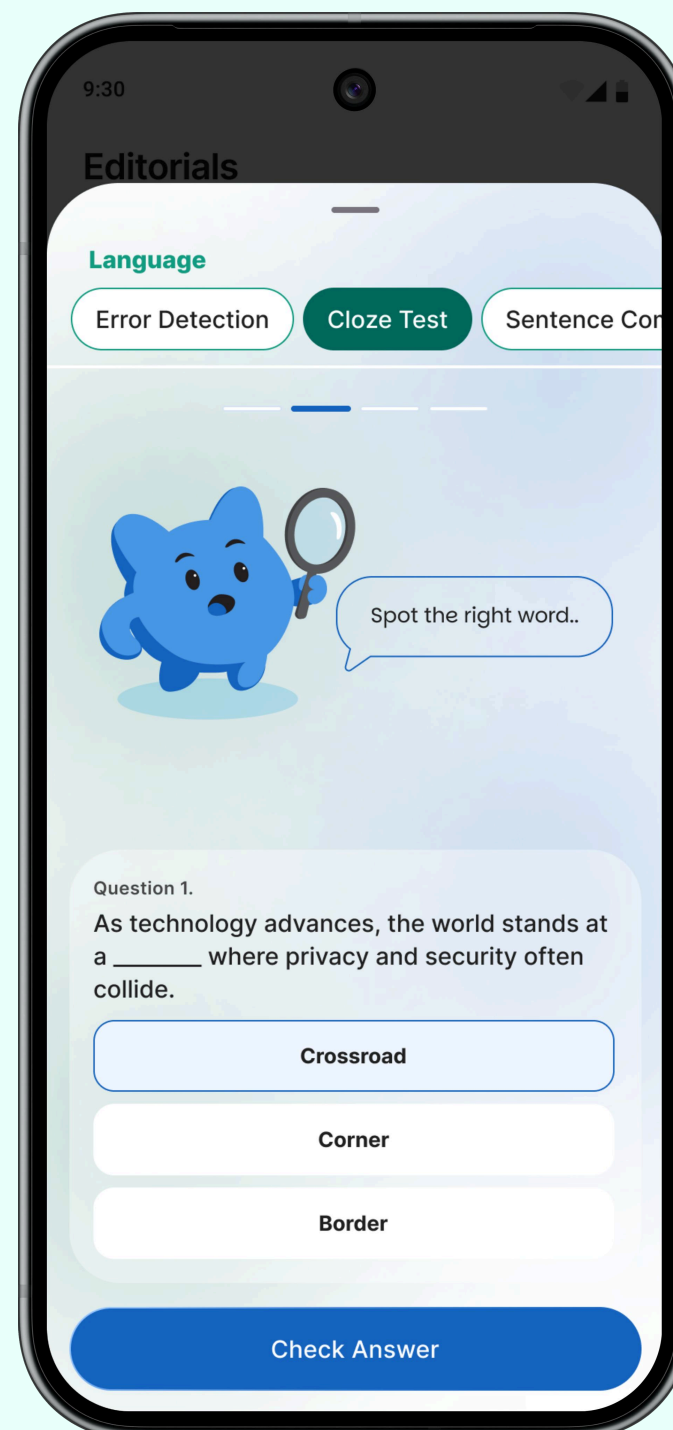 9:30
Editorials
Language
Error Detection
Cloze Test
Sentence Cor
Spot the right word..
Question 1.
As technology advances, the world stands at
a _______ where privacy and security often
collide.
Crossroad
Corner
Border
Check Answer